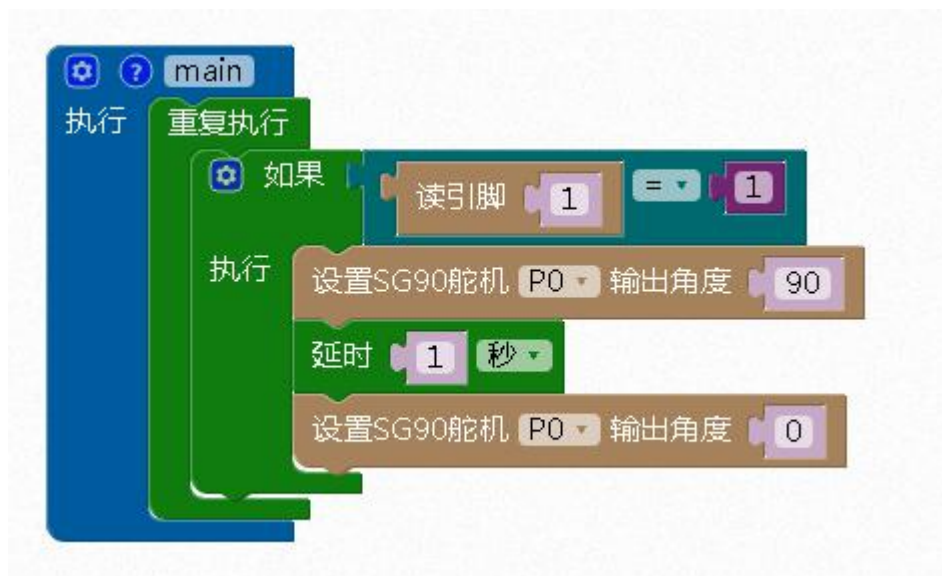 ? main
执行 重复执行
如果 读引脚 1 = 1
执行 设置SG90舵机 P0 输出角度 90
延时 1 秒
设置SG90舵机 P0 输出角度 0